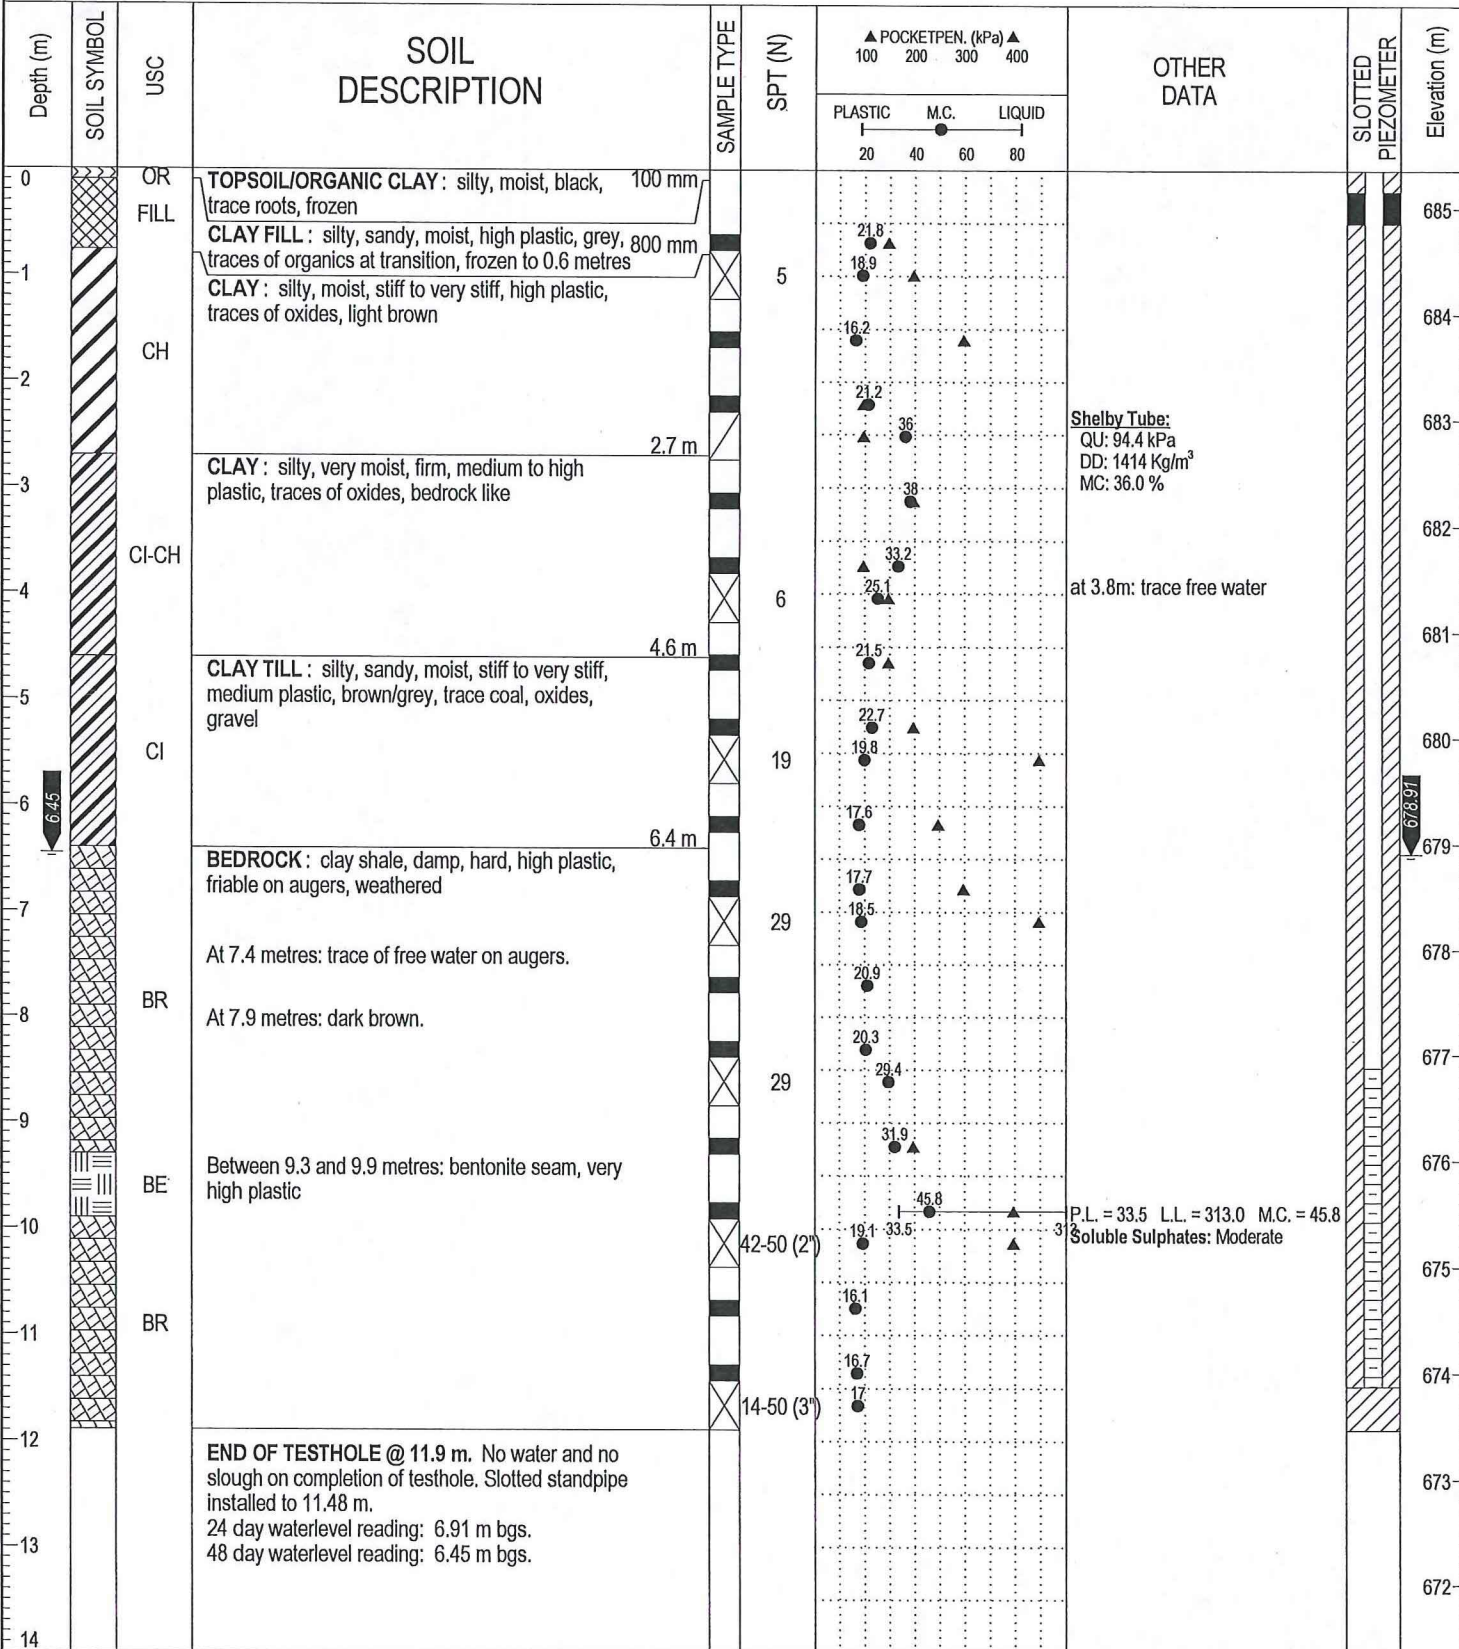 Depth (m)
SOIL SYMBOL
USC
SOIL
DESCRIPTION
SAMPLE TYPE
SPT (N)
▲ POCKETPEN. (kPa) ▲
100 200 300 400
PLASTIC M.C. LIQUID
20 40 60 80
OTHER
DATA
SLOTTED
PIEZOMETER
Elevation (m)
0
OR
TOPSOIL/ORGANIC CLAY : silty, moist, black, 100 mm
trace roots, frozen
FILL
685
CLAY FILL : silty, sandy, moist, high plastic, grey, 800 mm
traces of organics at transition, frozen to 0.6 metres
21.8
1
18.9
5
CLAY : silty, moist, stiff to very stiff, high plastic,
traces of oxides, light brown
684
16.2
CH
2
21.2
683
36
Shelby Tube:
QU: 94.4 kPa
DD: 1414 Kg/m³
MC: 36.0 %
2.7 m
CLAY : silty, very moist, firm, medium to high
plastic, traces of oxides, bedrock like
3
38
682
CI-CH
33.2
4
25.1
6
at 3.8m: trace free water
681
4.6 m
21.5
CLAY TILL : silty, sandy, moist, stiff to very stiff,
medium plastic, brown/grey, trace coal, oxides,
gravel
5
22.7
680
CI
19.8
19
6
6.45
678.91
17.6
6.4 m
679
BEDROCK : clay shale, damp, hard, high plastic,
friable on augers, weathered
17.7
7
18.5
29
At 7.4 metres: trace of free water on augers.
678
20.9
BR
8
At 7.9 metres: dark brown.
20.3
677
29.4
29
9
31.9
Between 9.3 and 9.9 metres: bentonite seam, very
high plastic
676
BE
45.8
33.5
313
P.L. = 33.5 L.L. = 313.0 M.C. = 45.8
Soluble Sulphates: Moderate
10
42-50 (2")
19.1
675
16.1
BR
11
16.7
674
17
14-50 (3")
12
END OF TESTHOLE @ 11.9 m. No water and no
slough on completion of testhole. Slotted standpipe
installed to 11.48 m.
24 day waterlevel reading: 6.91 m bgs.
48 day waterlevel reading: 6.45 m bgs.
673
13
672
14